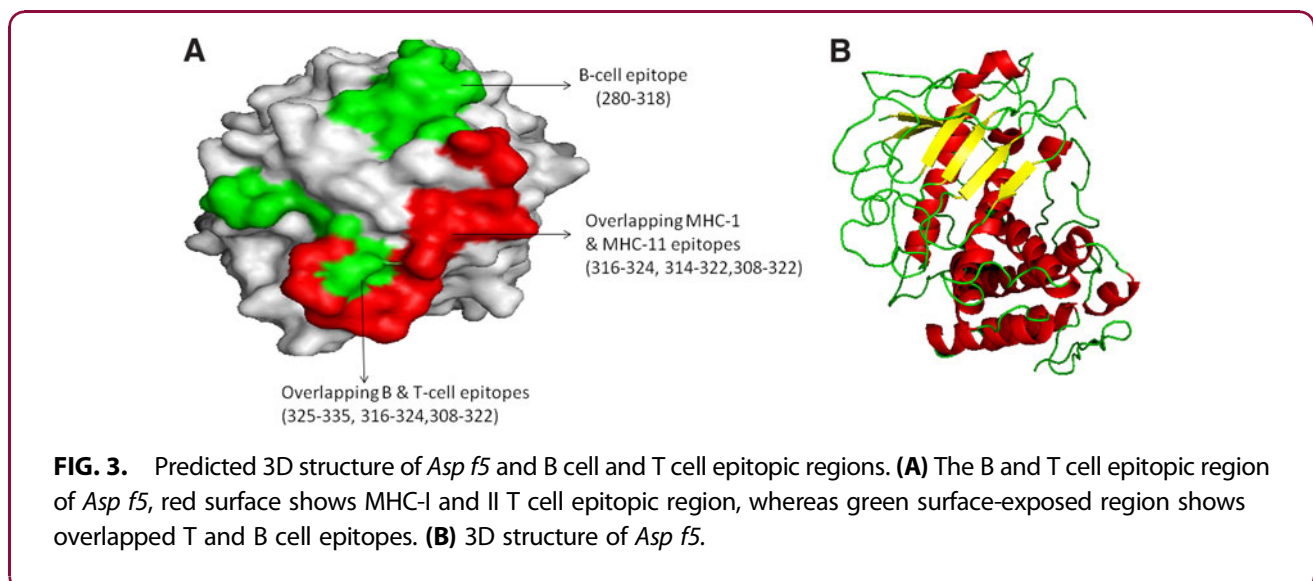 A
B-cell epitope
(280-318)
Overlapping MHC-1
& MHC-11 epitopes
(316-324, 314-322,308-322)
Overlapping B & T-cell epitopes
(325-335, 316-324,308-322)
B
FIG. 3. Predicted 3D structure of Asp f5 and B cell and T cell epitopic regions. (A) The B and T cell epitopic region
of Asp f5, red surface shows MHC-I and II T cell epitopic region, whereas green surface-exposed region shows
overlapped T and B cell epitopes. (B) 3D structure of Asp f5.